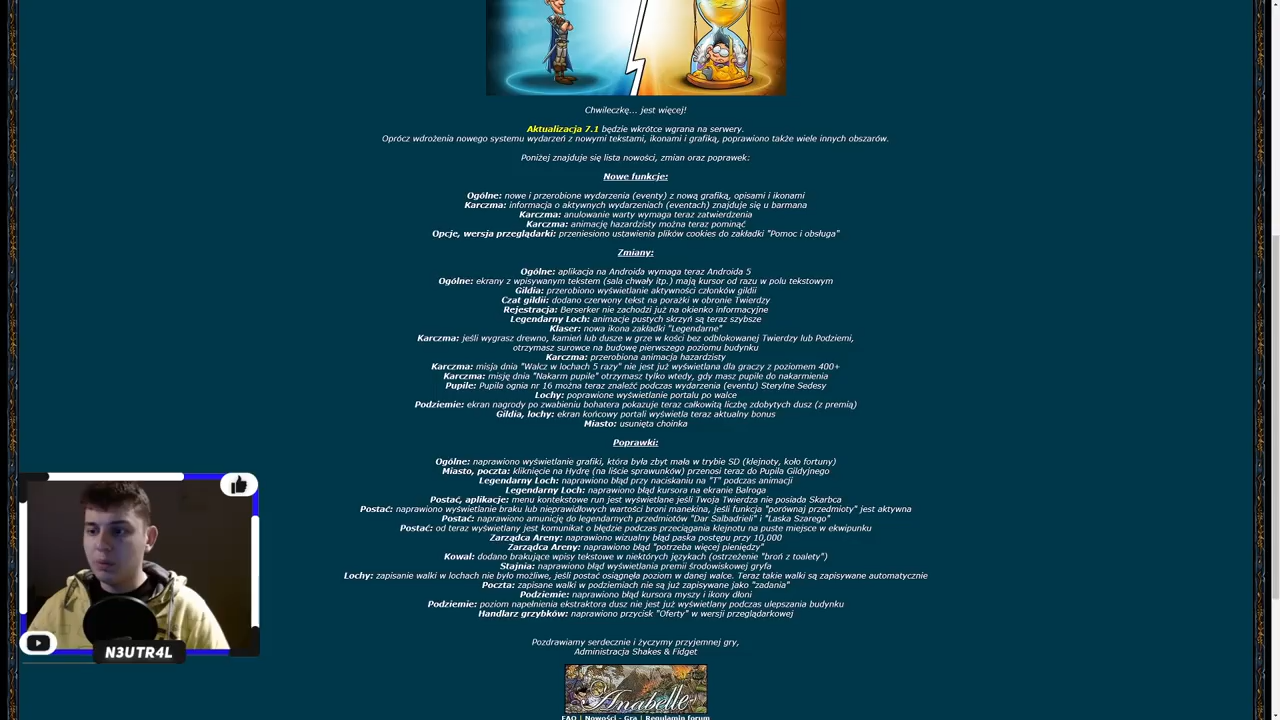 Chwileczkę... jest więcej!
Aktualizacja 7.1 będzie wkrótce wgrana na serwery.
Oprócz wdrożenia nowego systemu wydarzeń z nowymi tekstami, ikonami i grafiką, poprawiono także wiele innych obszarów.
Poniżej znajduje się lista nowości, zmian oraz poprawek:
Nowe funkcje:
Ogólne: nowe i przerobione wydarzenia (eventy) z nową grafiką, opisami i ikonami
Karczma: informacja o aktywnych wydarzeniach (eventach) znajduje się u barmana
Karczma: anulowanie warty wymaga teraz zatwierdzenia
Karczma: animację hazardzisty można teraz pominąć
Opcje, wersja przeglądarki: przeniesiono ustawienia plików cookies do zakładki "Pomoc i obsługa"
Zmiany:
Ogólne: aplikacja na Androida wymaga teraz Androida 5
Ogólne: ekrany z wpisywanym tekstem (sala chwały itp.) mają kursor od razu w polu tekstowym
Gildia: przerobiono wyświetlanie aktywności członków gildii
Czat gildii: dodano czerwony tekst na porażki w obronie Twierdzy
Rejestracja: Berserker nie zachodzi już na okienko informacyjne
Legendarny Loch: animacje pustych skrzyń są teraz szybsze
Klaser: nowa ikona zakładki "Legendarne"
Karczma: jeśli wygrasz drewno, kamień lub dusze w grze w kości bez odblokowanej Twierdzy lub Podziemi,
otrzymasz surowce na budowę pierwszego poziomu budynku
Karczma: przerobiona animacja hazardzisty
Karczma: misja dnia "Walcz w lochach 5 razy" nie jest już wyświetlana dla graczy z poziomem 400+
Karczma: misję dnia "Nakarm pupile" otrzymasz tylko wtedy, gdy masz pupile do nakarmienia
Pupile: Pupila ognia nr 16 można teraz znaleźć podczas wydarzenia (eventu) Sterylne Sedesy
Lochy: poprawione wyświetlanie portalu po walce
Podziemie: ekran nagrody po zwabieniu bohatera pokazuje teraz całkowitą liczbę zdobytych dusz (z premią)
Gildia, lochy: ekran końcowy portali wyświetla teraz aktualny bonus
Miasto: usunięta choinka
Poprawki:
Ogólne: naprawiono wyświetlanie grafiki, która była zbyt mała w trybie SD (klejnoty, koło fortuny)
Miasto, poczta: kliknięcie na Hydrę (na liście sprawunków) przenosi teraz do Pupila Gildyjnego
Legendarny Loch: naprawiono błąd przy naciskaniu na "T" podczas animacji
Legendarny Loch: naprawiono błąd kursora na ekranie Balroga
Postać, aplikacje: menu kontekstowe run jest wyświetlane jeśli Twoja Twierdza nie posiada Skarbca
Postać: naprawiono wyświetlanie braku lub nieprawidłowych wartości broni manekina, jeśli funkcja "porównaj przedmioty" jest aktywna
Postać: naprawiono amunicję do legendarnych przedmiotów "Dar Salbadrieli" i "Laska Szarego"
Postać: od teraz wyświetlany jest komunikat o błędzie podczas przeciągania klejnotu na puste miejsce w ekwipunku
Zarządca Areny: naprawiono wizualny błąd paska postępu przy 10,000
Zarządca Areny: naprawiono błąd "potrzeba więcej pieniędzy"
Kowal: dodano brakujące wpisy tekstowe w niektórych językach (ostrzeżenie "broń z toalety")
Stajnia: naprawiono błąd wyświetlania premii środowiskowej gryfa
Lochy: zapisanie walki w lochach nie było możliwe, jeśli postać osiągnęła poziom w danej walce. Teraz takie walki są zapisywane automatycznie
Poczta: zapisane walki w podziemiach nie są już zapisywane jako "zadania"
Podziemie: naprawiono błąd kursora myszy i ikony dłoni
Podziemie: poziom napełnienia ekstraktora dusz nie jest już wyświetlany podczas ulepszania budynku
Handlarz grzybków: naprawiono przycisk "Oferty" w wersji przeglądarkowej
Pozdrawiamy serdecznie i życzymy przyjemnej gry,
Administracja Shakes & Fidget
Anabelle
FAQ | Nowości - Gra | Regulamin forum
N3UTR4L